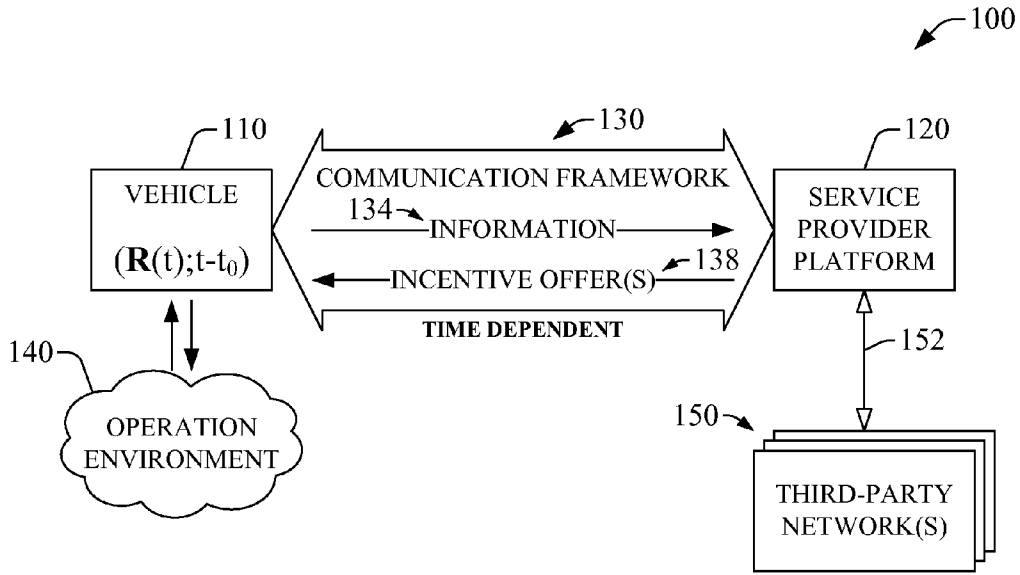 100
110
130
120
VEHICLE
(R(t);t-t₀)
COMMUNICATION FRAMEWORK
134
INFORMATION
INCENTIVE OFFER(S)
138
TIME DEPENDENT
SERVICE
PROVIDER
PLATFORM
152
140
OPERATION
ENVIRONMENT
150
THIRD-PARTY
NETWORK(S)